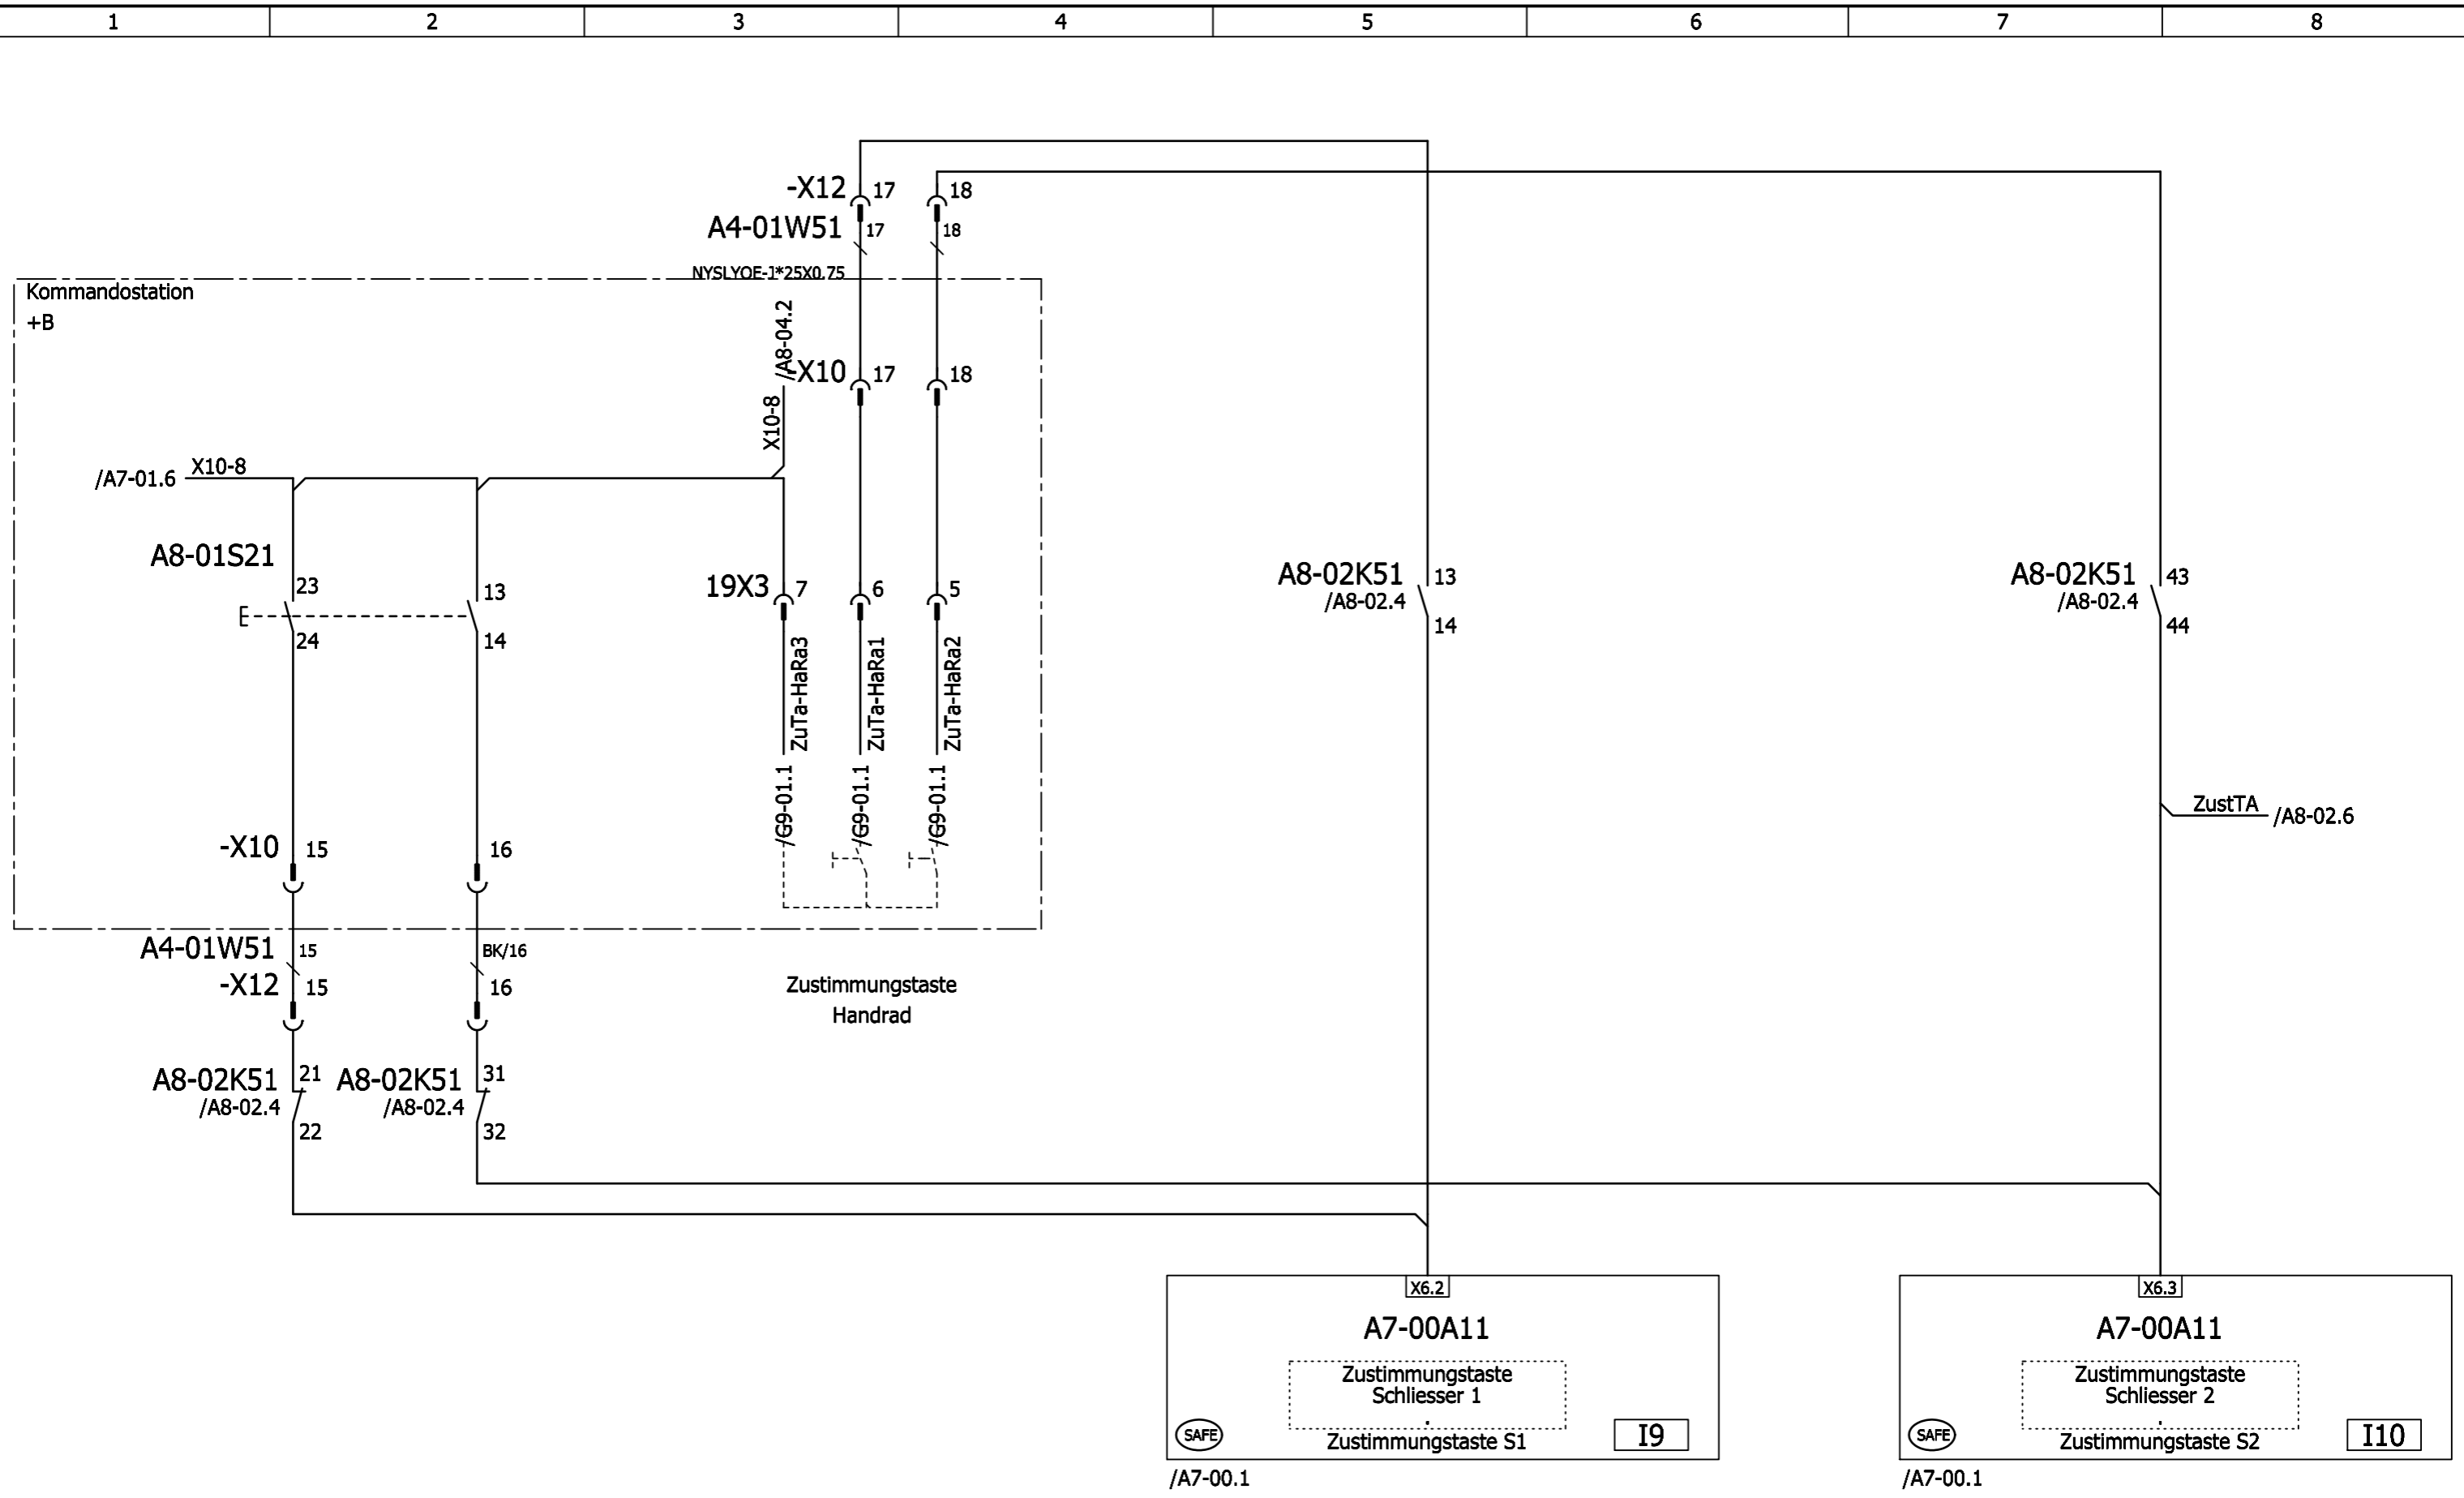 1 2 3 4 5 6 7 8
-X12 17 18
A4-01W51 17 18
NYSLYOE-J*25X0,75
Kommandostation
+B
/A8-04.2
-X10 17 18
X10-8
/A7-01.6 X10-8
A8-01S21
23 13
24 14
19X3 7 6 5
ZuTa-HaRa3 ZuTa-HaRa1 ZuTa-HaRa2
/G9-01.1 /G9-01.1 /G9-01.1
A8-02K51 13
/A8-02.4
14
A8-02K51 43
/A8-02.4
44
ZustTA /A8-02.6
-X10 15 16
A4-01W51 15 BK/16
-X12 15 16
Zustimmungstaste
Handrad
A8-02K51 21
/A8-02.4
22
A8-02K51 31
/A8-02.4
32
X6.2
A7-00A11
Zustimmungstaste
Schliesser 1
.
SAFE Zustimmungstaste S1 I9
/A7-00.1
X6.3
A7-00A11
Zustimmungstaste
Schliesser 2
.
SAFE Zustimmungstaste S2 I10
/A7-00.1